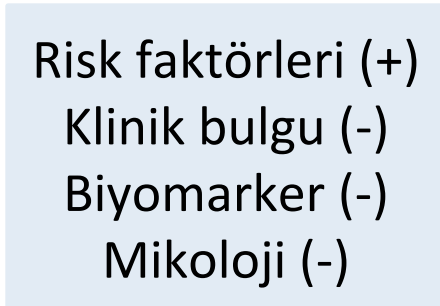 Risk faktörleri (+)
Klinik bulgu (-)
Biyomarker (-)
Mikoloji (-)